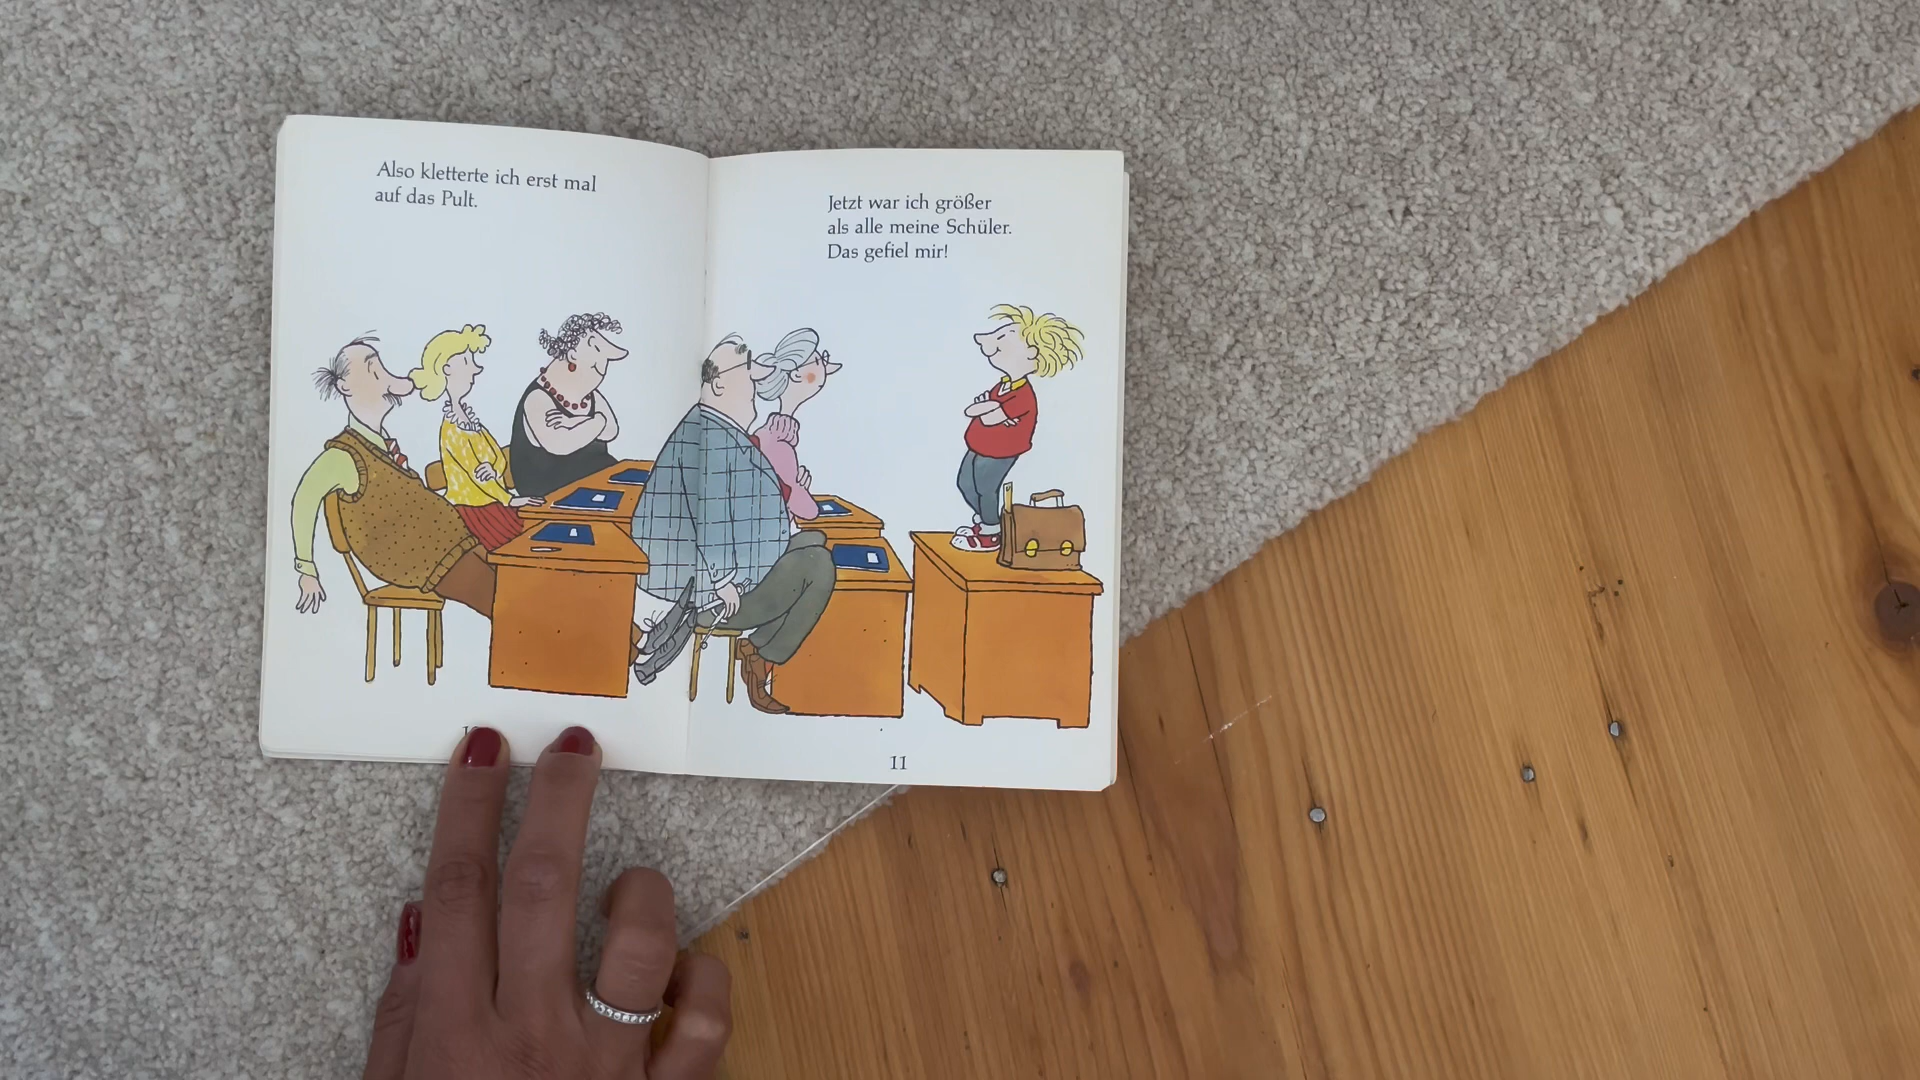 Also kletterte ich erst mal
auf das Pult.
Jetzt war ich größer
als alle meine Schüler.
Das gefiel mir!
11